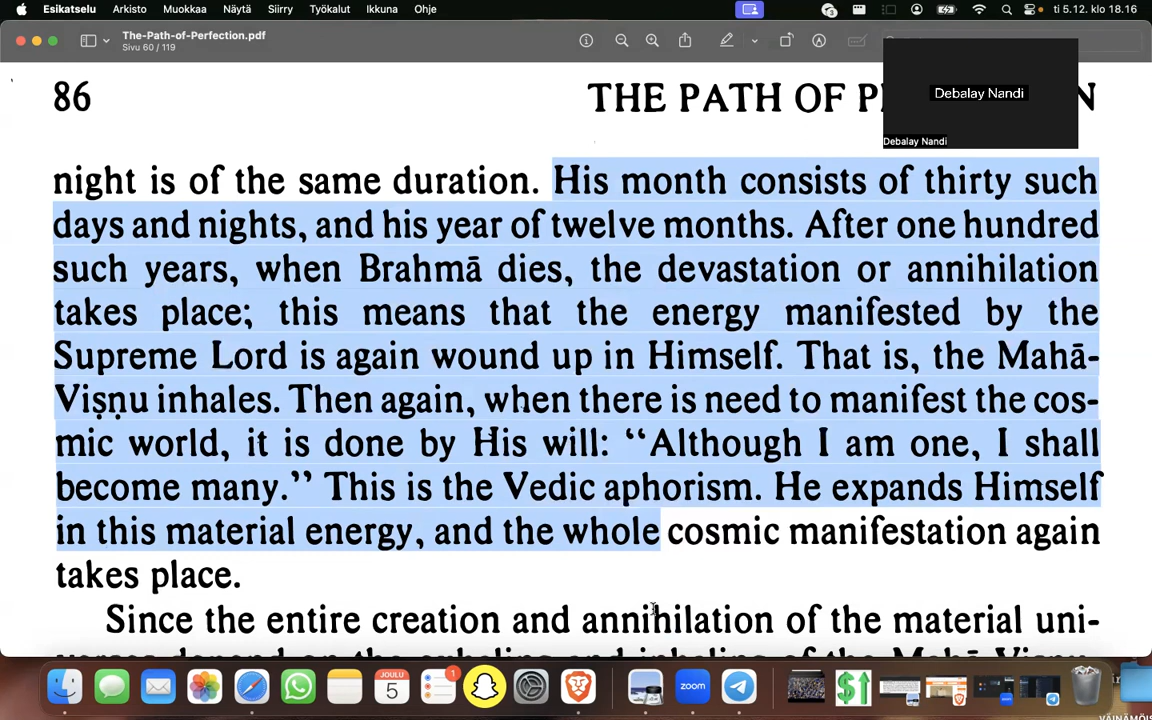 Esikatselu Arkisto Muokkaa Näytä Siirry Työkalut Ikkuna Ohje ti 5.12. klo 18.16
The-Path-of-Perfection.pdf
Sivu 60 / 119
Debalay Nandi
Debalay Nandi
86 THE PATH OF P N
night is of the same duration. His month consists of thirty such
days and nights, and his year of twelve months. After one hundred
such years, when Brahmā dies, the devastation or annihilation
takes place; this means that the energy manifested by the
Supreme Lord is again wound up in Himself. That is, the Mahā-
Viṣṇu inhales. Then again, when there is need to manifest the cos-
mic world, it is done by His will: “Although I am one, I shall
become many.” This is the Vedic aphorism. He expands Himself
in this material energy, and the whole cosmic manifestation again
takes place.
Since the entire creation and annihilation of the material uni-
JOULU
5
1
zoom
VÄINÄMÖIS